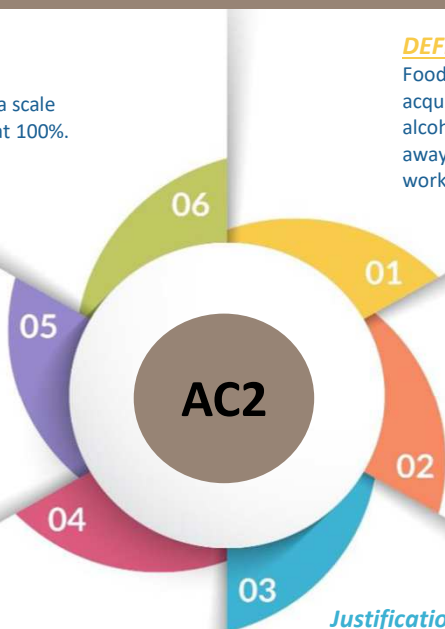 a scale
at 100%.
DEF
Food
acqu
alcoh
away
work
06
01
05
AC2
02
04
03
Justificatio